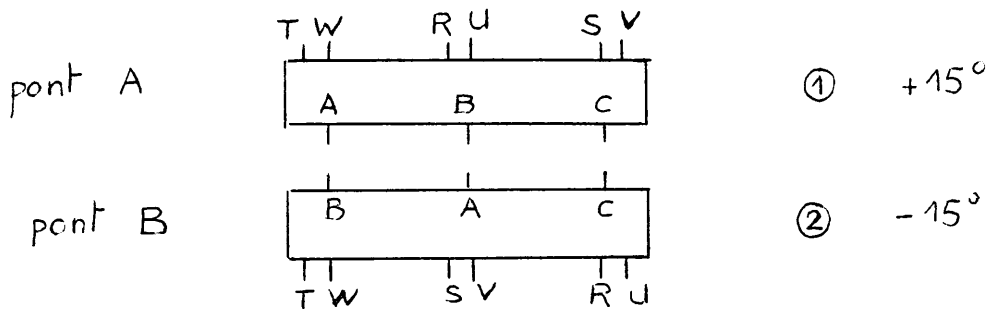 T W R U S V
pont A ① +15°
A B C
B A C
pont B ② -15°
T W S V R U